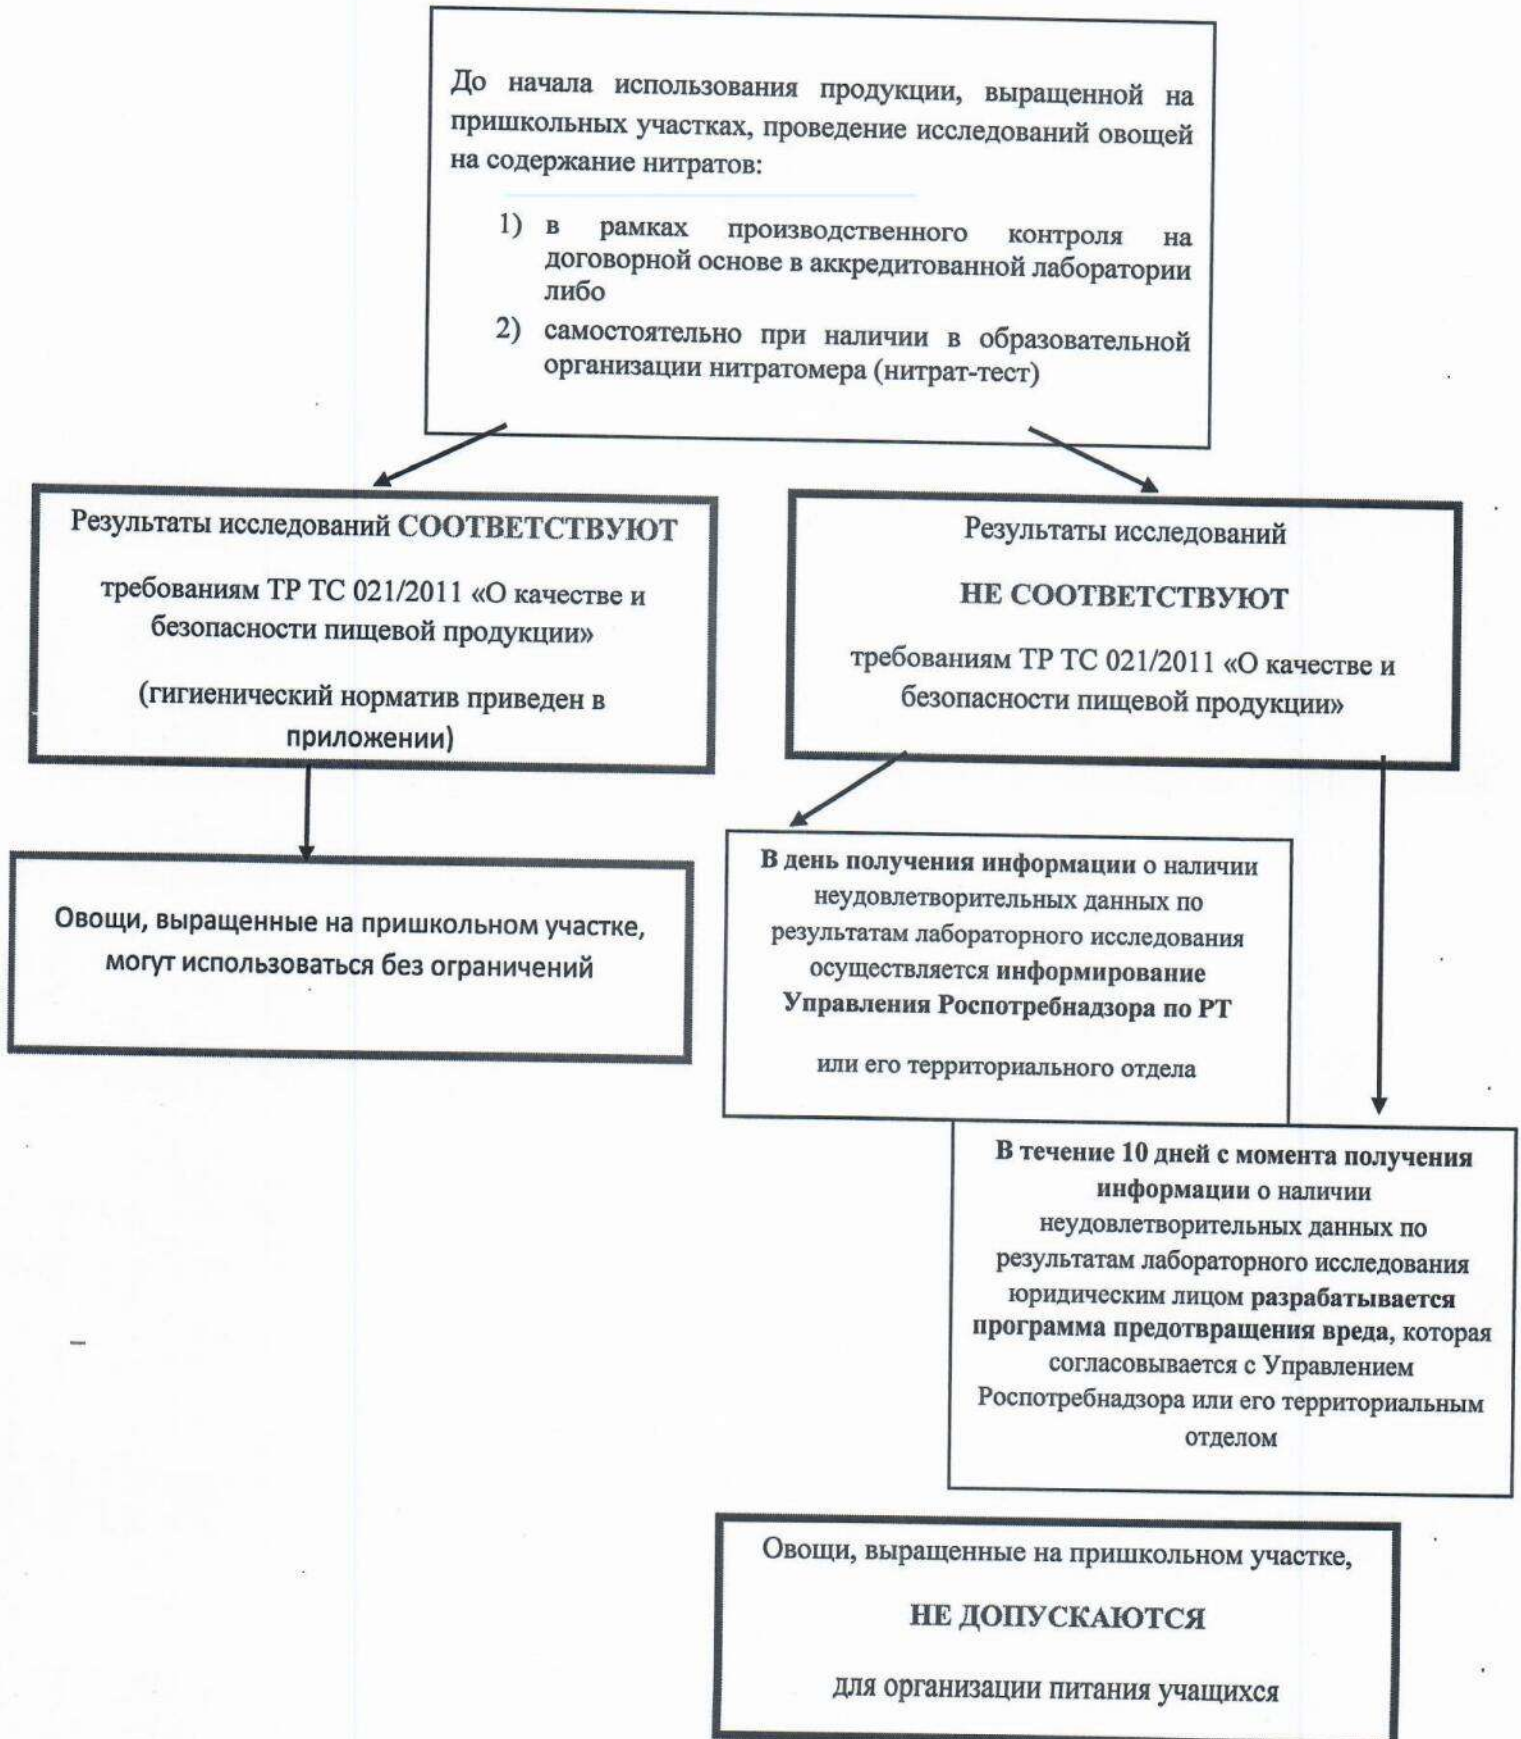 До начала использования продукции, выращенной на
пришкольных участках, проведение исследований овощей
на содержание нитратов:
1) в рамках производственного контроля на
договорной основе в аккредитованной лаборатории
либо
2) самостоятельно при наличии в образовательной
организации нитратомера (нитрат-тест)
Результаты исследований СООТВЕТСТВУЮТ
требованиям ТР ТС 021/2011 «О качестве и
безопасности пищевой продукции»
(гигиенический норматив приведен в
приложении)
Результаты исследований
НЕ СООТВЕТСТВУЮТ
требованиям ТР ТС 021/2011 «О качестве и
безопасности пищевой продукции»
Овощи, выращенные на пришкольном участке,
могут использоваться без ограничений
В день получения информации о наличии
неудовлетворительных данных по
результатам лабораторного исследования
осуществляется информирование
Управления Роспотребнадзора по РТ
или его территориального отдела
В течение 10 дней с момента получения
информации о наличии
неудовлетворительных данных по
результатам лабораторного исследования
юридическим лицом разрабатывается
программа предотвращения вреда, которая
согласовывается с Управлением
Роспотребнадзора или его территориальным
отделом
Овощи, выращенные на пришкольном участке,
НЕ ДОПУСКАЮТСЯ
для организации питания учащихся